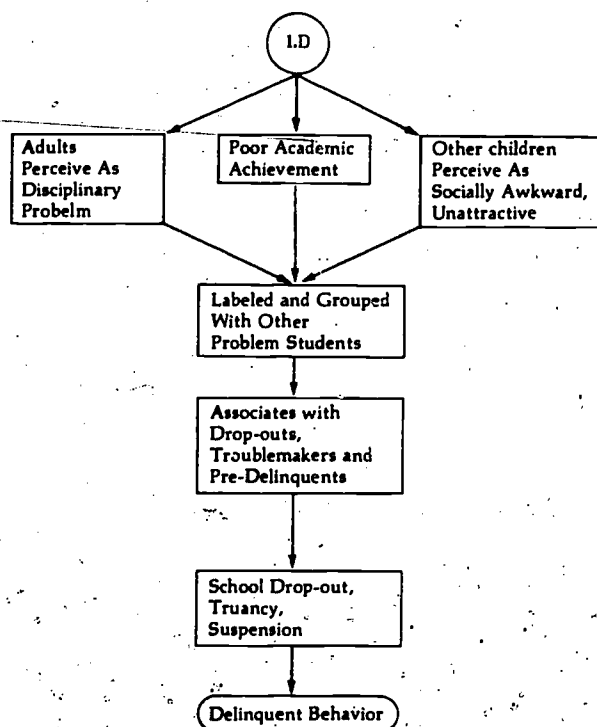 LD
Adults
Perceive As
Disciplinary
Probelm
Poor Academic
Achievement
Other children
Perceive As
Socially Awkward,
Unattractive
Labeled and Grouped
With Other
Problem Students
Associates with
Drop-outs,
Troublemakers and
Pre-Delinquents
School Drop-out,
Truancy,
Suspension
Delinquent Behavior